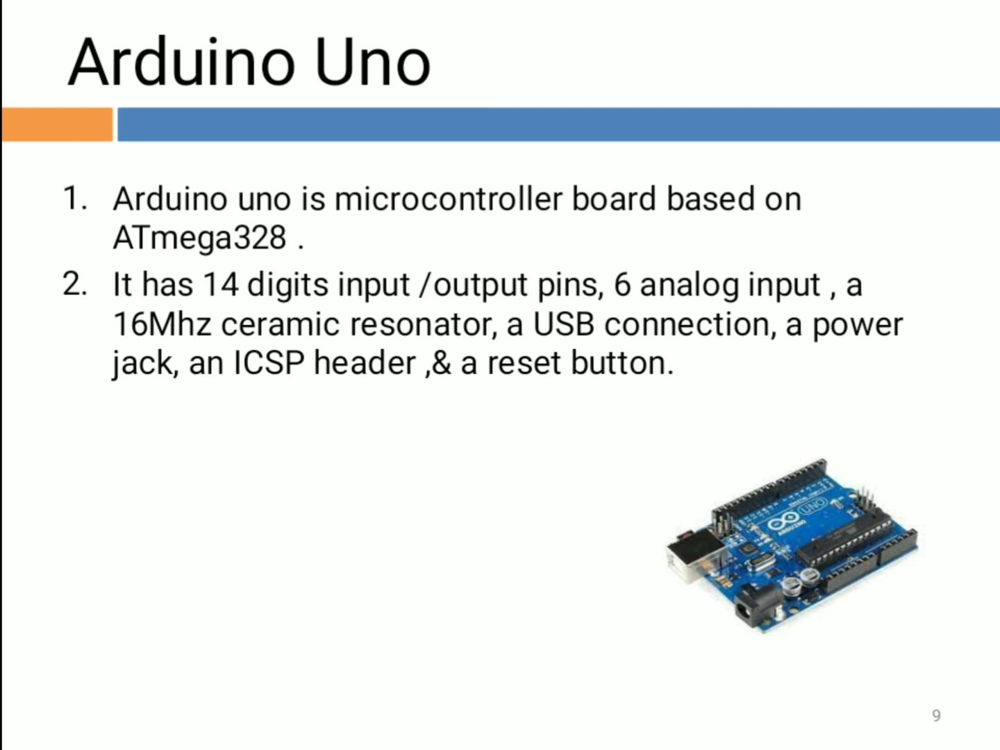 Arduino Uno
1. Arduino uno is microcontroller board based on
ATmega328 .
2. It has 14 digits input /output pins, 6 analog input , a
16Mhz ceramic resonator, a USB connection, a power
jack, an ICSP header ,& a reset button.
UNO
ARDUINO
9